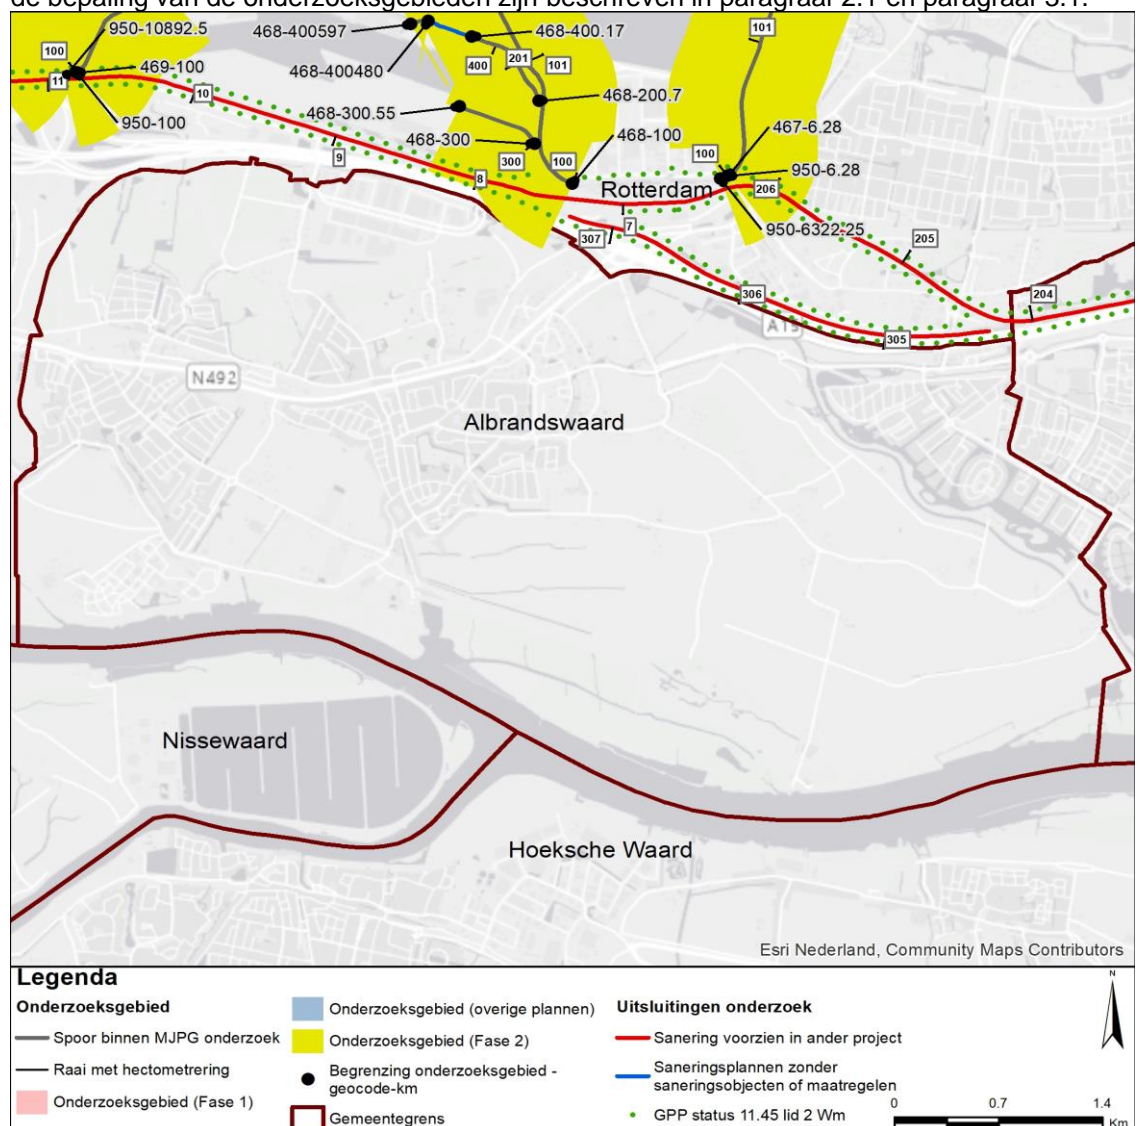 de bepaling van de onderzoeksgebieden zijn beschreven in paragraaf 2.1 en paragraaf 3.1.
950-10892.5
468-400597
468-400.17
101
100
469-100
468-400480
400
201
101
11
10
950-100
468-300.55
468-200.7
468-300
468-100
467-6.28
9
300
100
100
950-6.28
8
Rotterdam
206
950-6322.25
307
7
205
306
204
A15
305
N492
Albrandswaard
Nissewaard
Hoeksche Waard
Esri Nederland, Community Maps Contributors
Legenda
Onderzoeksgebied
Spoor binnen MJPG onderzoek
Raai met hectometrering
Onderzoeksgebied (Fase 1)
Onderzoeksgebied (overige plannen)
Onderzoeksgebied (Fase 2)
Begrenzing onderzoeksgebied -
geocode-km
Gemeentegrens
Uitsluitingen onderzoek
Sanering voorzien in ander project
Saneringsplannen zonder
saneringsobjecten of maatregelen
GPP status 11.45 lid 2 Wm
N
0 0.7 1.4
Km